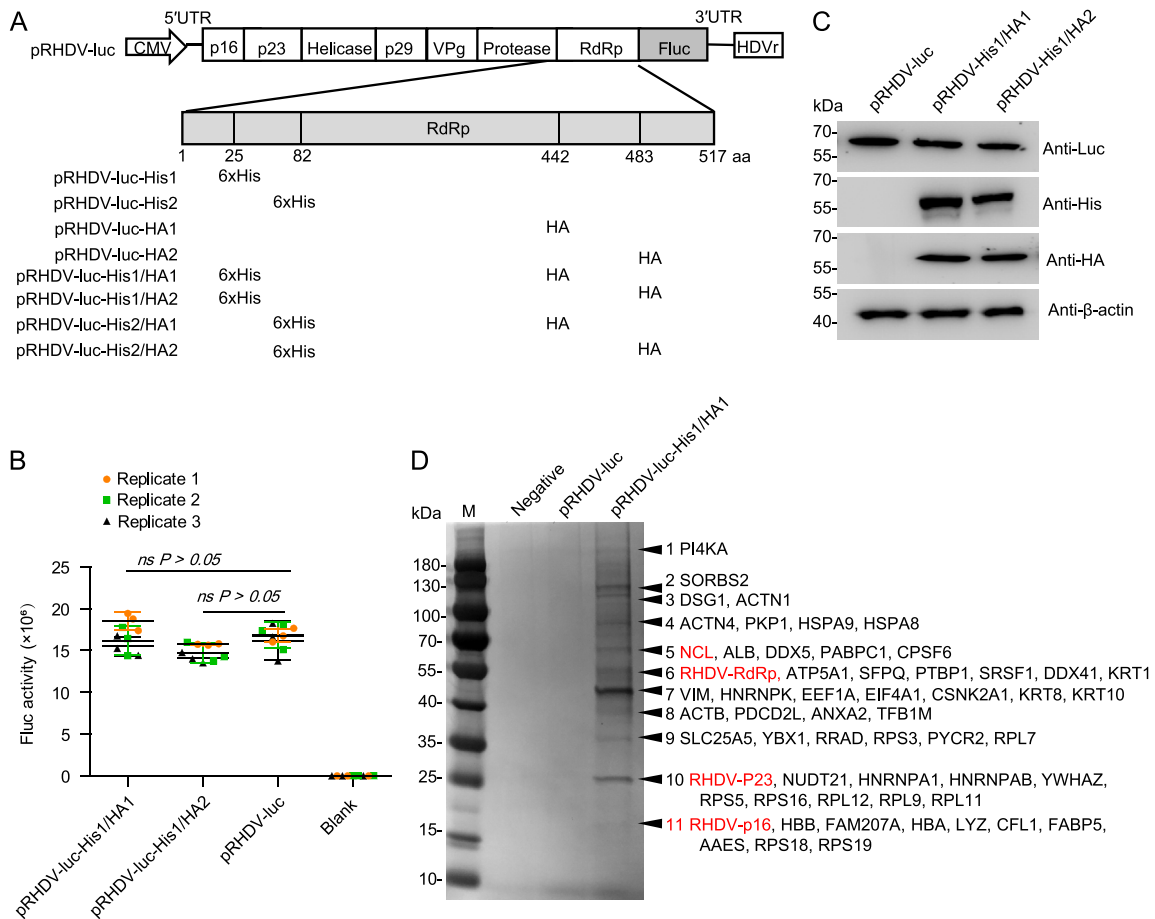 A
5′UTR
3′UTR
pRHDV-luc
CMV
p16
p23
Helicase
p29
VPg
Protease
RdRp
Fluc
HDVr
RdRp
1
25
82
442
483
517 aa
pRHDV-luc-His1
6xHis
pRHDV-luc-His2
6xHis
pRHDV-luc-HA1
HA
pRHDV-luc-HA2
HA
pRHDV-luc-His1/HA1
6xHis
HA
pRHDV-luc-His1/HA2
6xHis
HA
pRHDV-luc-His2/HA1
6xHis
HA
pRHDV-luc-His2/HA2
6xHis
HA
C
pRHDV-luc
pRHDV-His1/HA1
pRHDV-His1/HA2
kDa
70-
55-
Anti-Luc
70-
55-
Anti-His
70-
55-
Anti-HA
55-
40-
Anti-β-actin
B
Replicate 1
Replicate 2
Replicate 3
ns P > 0.05
ns P > 0.05
Fluc activity (×10⁶)
25
20
15
10
5
0
pRHDV-luc-His1/HA1
pRHDV-luc-His1/HA2
pRHDV-luc
Blank
D
kDa
M
Negative
pRHDV-luc
pRHDV-luc-His1/HA1
180-
130-
100-
70-
55-
40-
35-
25-
15-
10-
1 PI4KA
2 SORBS2
3 DSG1, ACTN1
4 ACTN4, PKP1, HSPA9, HSPA8
5 NCL, ALB, DDX5, PABPC1, CPSF6
6 RHDV-RdRp, ATP5A1, SFPQ, PTBP1, SRSF1, DDX41, KRT1
7 VIM, HNRNPK, EEF1A, EIF4A1, CSNK2A1, KRT8, KRT10
8 ACTB, PDCD2L, ANXA2, TFB1M
9 SLC25A5, YBX1, RRAD, RPS3, PYCR2, RPL7
10 RHDV-P23, NUDT21, HNRNPA1, HNRNPAB, YWHAZ,
RPS5, RPS16, RPL12, RPL9, RPL11
11 RHDV-p16, HBB, FAM207A, HBA, LYZ, CFL1, FABP5,
AAES, RPS18, RPS19